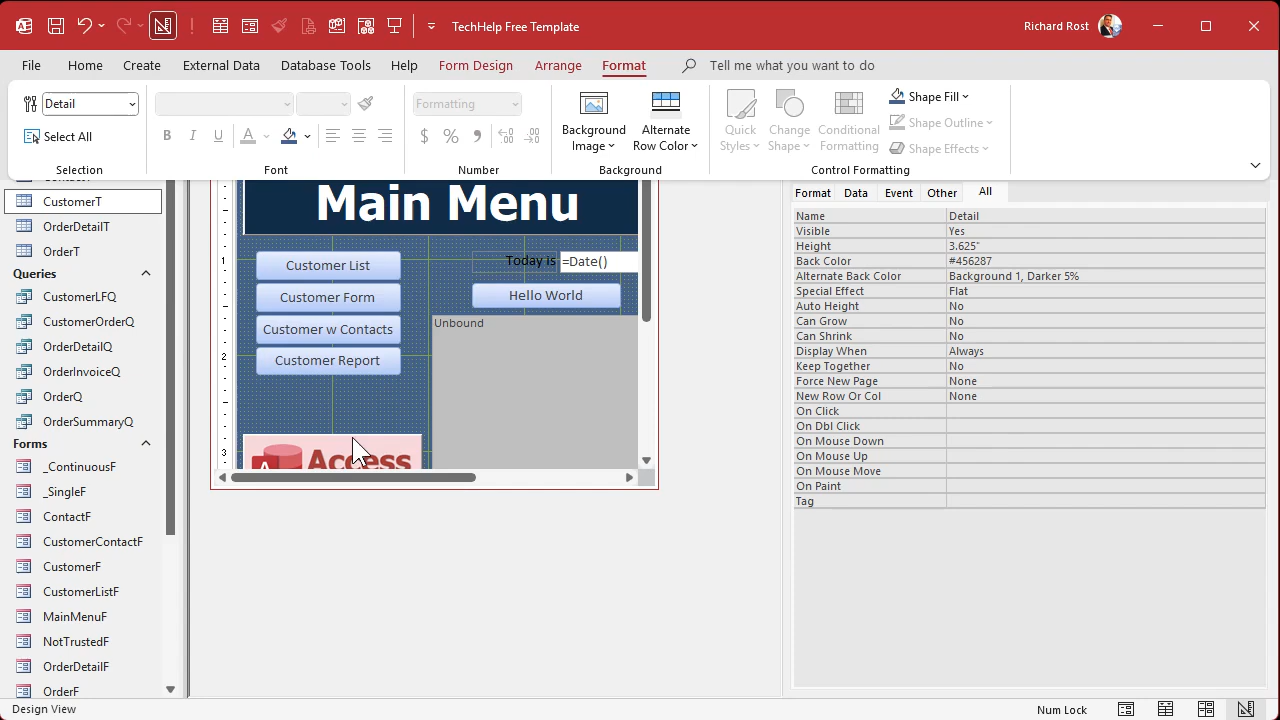 TechHelp Free Template
Richard Rost
File Home Create External Data Database Tools Help Form Design Arrange Format Tell me what you want to do
Detail
Select All
Selection
B I U A
Font
Formatting
$ %
Number
Background Image
Alternate Row Color
Background
Quick Styles
Change Shape
Conditional Formatting
Shape Fill
Shape Outline
Shape Effects
Control Formatting
CustomerT
OrderDetailT
OrderT
Queries
CustomerLFQ
CustomerOrderQ
OrderDetailQ
OrderInvoiceQ
OrderQ
OrderSummaryQ
Forms
_ContinuousF
_SingleF
ContactF
CustomerContactF
CustomerF
CustomerListF
MainMenuF
NotTrustedF
OrderDetailF
OrderF
Main Menu
1
2
3
Customer List
Customer Form
Customer w Contacts
Customer Report
Today is =Date()
Hello World
Unbound
A Access
Format Data Event Other All
Name Detail
Visible Yes
Height 3.625"
Back Color #456287
Alternate Back Color Background 1, Darker 5%
Special Effect Flat
Auto Height No
Can Grow No
Can Shrink No
Display When Always
Keep Together No
Force New Page None
New Row Or Col None
On Click
On Dbl Click
On Mouse Down
On Mouse Up
On Mouse Move
On Paint
Tag
Design View
Num Lock